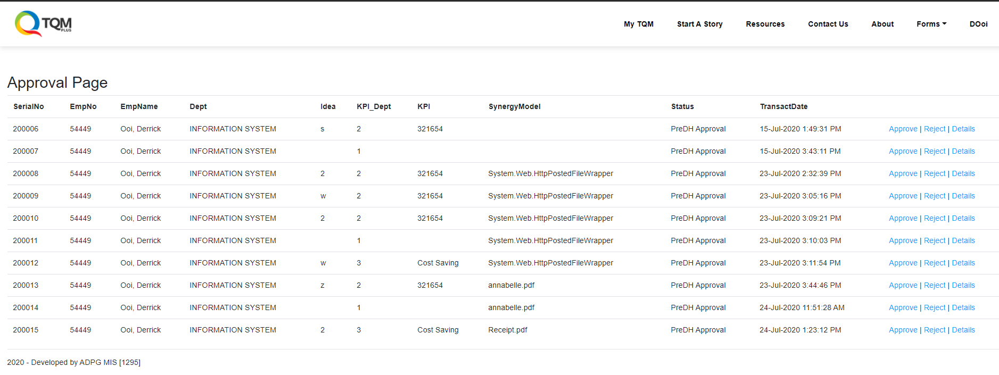 TQM
PLUS
My TQM Start A Story Resources Contact Us About Forms DOoi
Approval Page
SerialNo EmpNo EmpName Dept Idea KPI_Dept KPI SynergyModel Status TransactDate
200006 54449 Ooi, Derrick INFORMATION SYSTEM s 2 321654 PreDH Approval 15-Jul-2020 1:49:31 PM Approve | Reject | Details
200007 54449 Ooi, Derrick INFORMATION SYSTEM 1 PreDH Approval 15-Jul-2020 3:43:11 PM Approve | Reject | Details
200008 54449 Ooi, Derrick INFORMATION SYSTEM 2 2 321654 System.Web.HttpPostedFileWrapper PreDH Approval 23-Jul-2020 2:32:39 PM Approve | Reject | Details
200009 54449 Ooi, Derrick INFORMATION SYSTEM w 2 321654 System.Web.HttpPostedFileWrapper PreDH Approval 23-Jul-2020 3:05:16 PM Approve | Reject | Details
200010 54449 Ooi, Derrick INFORMATION SYSTEM 2 2 321654 System.Web.HttpPostedFileWrapper PreDH Approval 23-Jul-2020 3:09:21 PM Approve | Reject | Details
200011 54449 Ooi, Derrick INFORMATION SYSTEM 1 System.Web.HttpPostedFileWrapper PreDH Approval 23-Jul-2020 3:10:03 PM Approve | Reject | Details
200012 54449 Ooi, Derrick INFORMATION SYSTEM w 3 Cost Saving System.Web.HttpPostedFileWrapper PreDH Approval 23-Jul-2020 3:11:54 PM Approve | Reject | Details
200013 54449 Ooi, Derrick INFORMATION SYSTEM z 2 321654 annabelle.pdf PreDH Approval 23-Jul-2020 3:44:46 PM Approve | Reject | Details
200014 54449 Ooi, Derrick INFORMATION SYSTEM 1 annabelle.pdf PreDH Approval 24-Jul-2020 11:51:28 AM Approve | Reject | Details
200015 54449 Ooi, Derrick INFORMATION SYSTEM 2 3 Cost Saving Receipt.pdf PreDH Approval 24-Jul-2020 1:23:12 PM Approve | Reject | Details
2020 - Developed by ADPG MIS [1295]